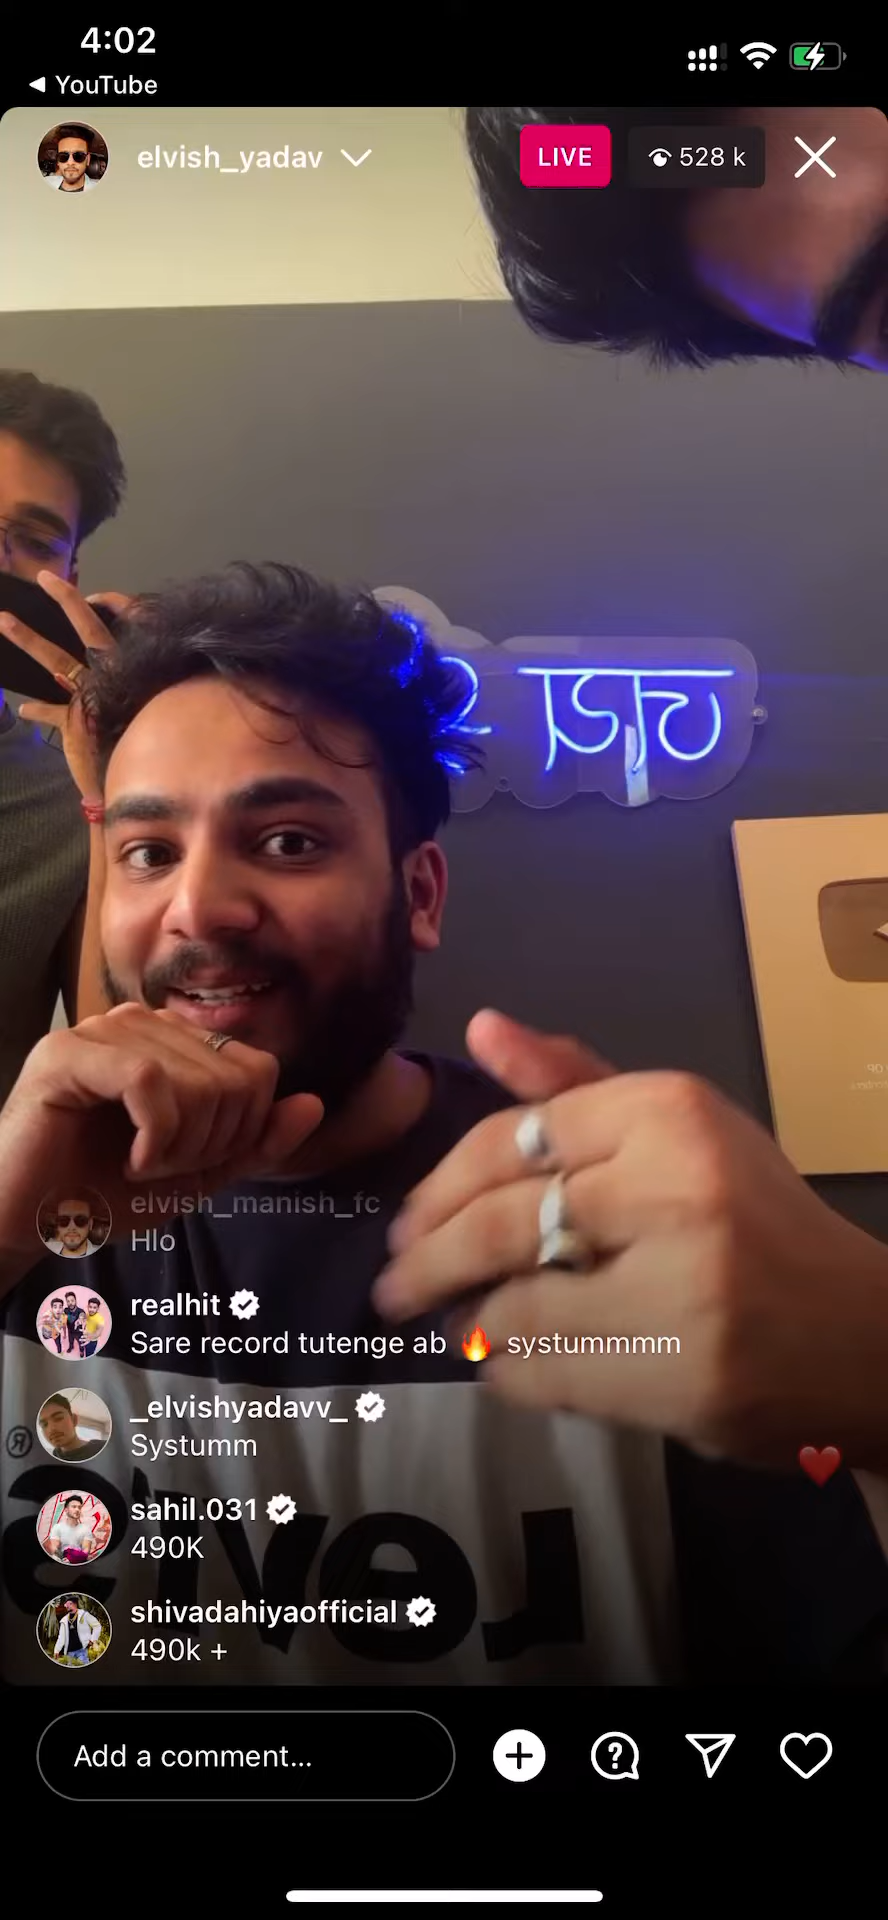 4:02
YouTube
elvish_yadav
LIVE
528 k
elvish_manish_fc
Hlo
realhit
Sare record tutenge ab 🔥 systummmm
_elvishyadavv_
Systumm
sahil.031
490K
shivadahiyaofficial
490k +
Add a comment...